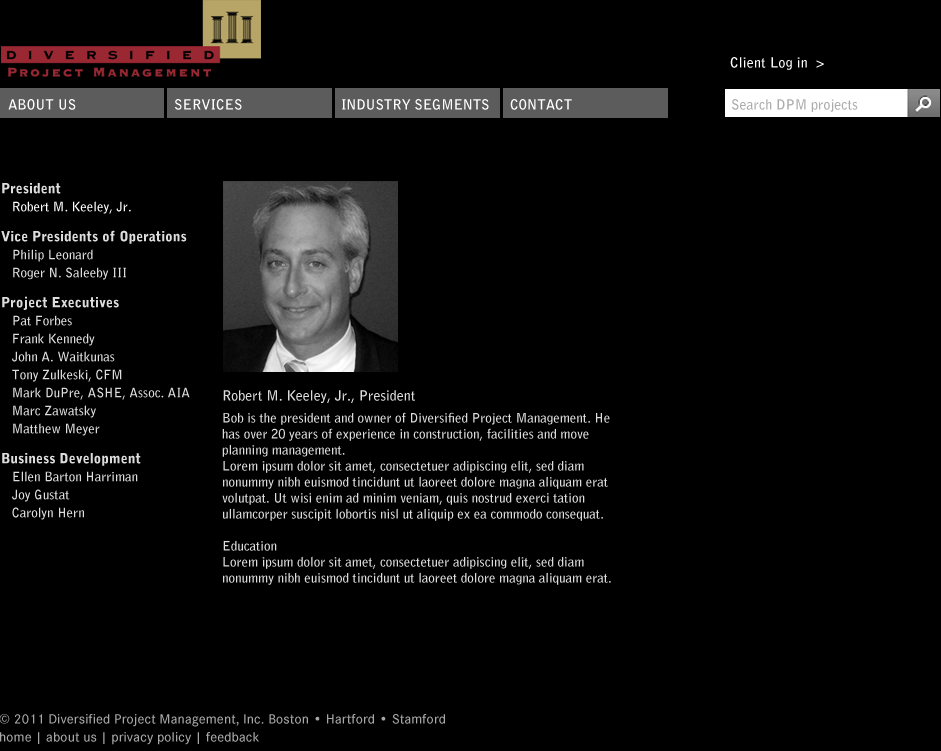 DIVERSIFIED
PROJECT MANAGEMENT
Client Log in >
ABOUT US
SERVICES
INDUSTRY SEGMENTS
CONTACT
Search DPM projects
President
Robert M. Keeley, Jr.
Vice Presidents of Operations
Philip Leonard
Roger N. Saleeby III
Project Executives
Pat Forbes
Frank Kennedy
John A. Waitkunas
Tony Zulkeski, CFM
Mark DuPre, ASHE, Assoc. AIA
Marc Zawatsky
Matthew Meyer
Business Development
Ellen Barton Harriman
Joy Gustat
Carolyn Hern
Robert M. Keeley, Jr., President
Bob is the president and owner of Diversified Project Management. He
has over 20 years of experience in construction, facilities and move
planning management.
Lorem ipsum dolor sit amet, consectetuer adipiscing elit, sed diam
nonummy nibh euismod tincidunt ut laoreet dolore magna aliquam erat
volutpat. Ut wisi enim ad minim veniam, quis nostrud exerci tation
ullamcorper suscipit lobortis nisl ut aliquip ex ea commodo consequat.
Education
Lorem ipsum dolor sit amet, consectetuer adipiscing elit, sed diam
nonummy nibh euismod tincidunt ut laoreet dolore magna aliquam erat.
© 2011 Diversified Project Management, Inc. Boston • Hartford • Stamford
home | about us | privacy policy | feedback